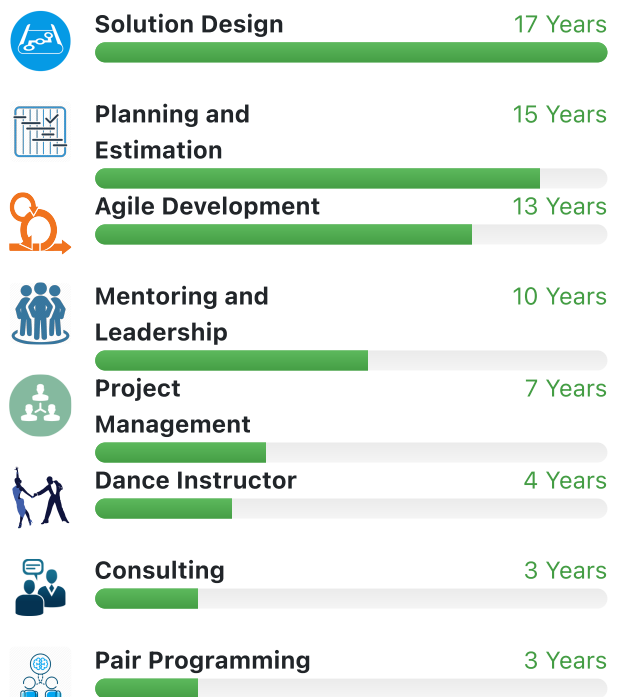 Solution Design 17 Years
Planning and 15 Years
Estimation
Agile Development 13 Years
Mentoring and 10 Years
Leadership
Project 7 Years
Management
Dance Instructor 4 Years
Consulting 3 Years
Pair Programming 3 Years